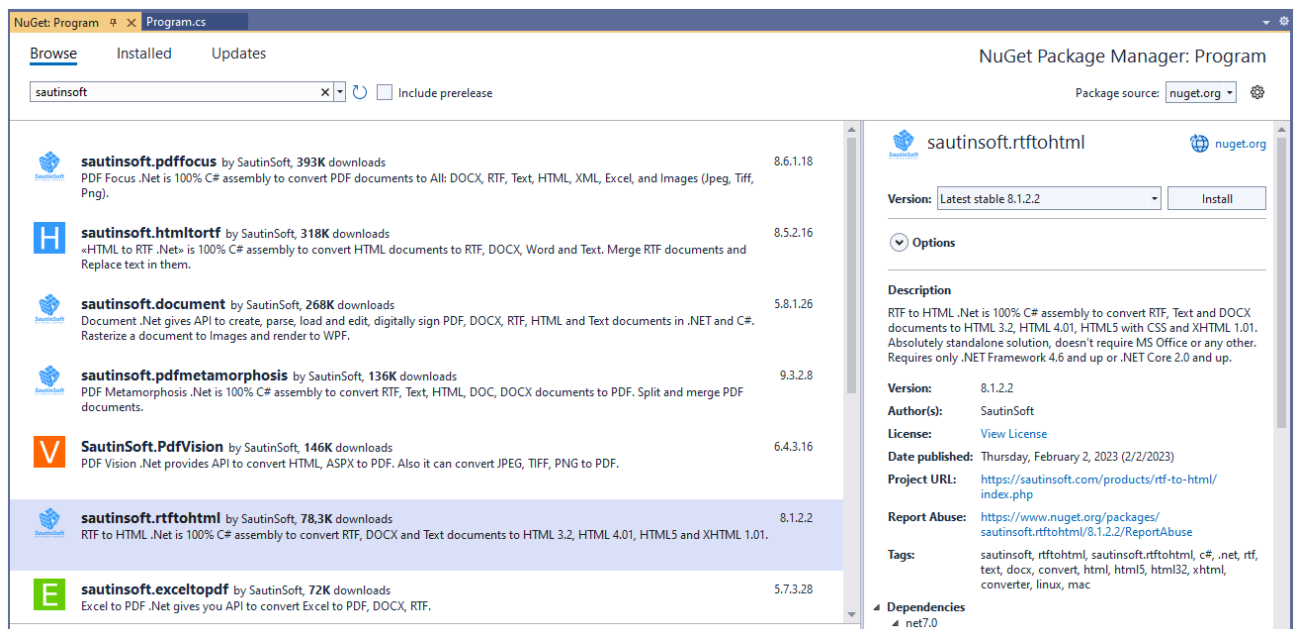 NuGet: Program
Program.cs
Browse
Installed
Updates
NuGet Package Manager: Program
sautinsoft
Include prerelease
Package source: nuget.org
sautinsoft.pdffocus by SautinSoft, 393K downloads
8.6.1.18
PDF Focus .Net is 100% C# assembly to convert PDF documents to All: DOCX, RTF, Text, HTML, XML, Excel, and Images (Jpeg, Tiff,
Png).
H
sautinsoft.htmltortf by SautinSoft, 318K downloads
8.5.2.16
«HTML to RTF .Net» is 100% C# assembly to convert HTML documents to RTF, DOCX, Word and Text. Merge RTF documents and
Replace text in them.
sautinsoft.document by SautinSoft, 268K downloads
5.8.1.26
Document .Net gives API to create, parse, load and edit, digitally sign PDF, DOCX, RTF, HTML and Text documents in .NET and C#.
Rasterize a document to Images and render to WPF.
sautinsoft.pdfmetamorphosis by SautinSoft, 136K downloads
9.3.2.8
PDF Metamorphosis .Net is 100% C# assembly to convert RTF, Text, HTML, DOC, DOCX documents to PDF. Split and merge PDF
documents.
V
SautinSoft.PdfVision by SautinSoft, 146K downloads
6.4.3.16
PDF Vision .Net provides API to convert HTML, ASPX to PDF. Also it can convert JPEG, TIFF, PNG to PDF.
sautinsoft.rtftohtml by SautinSoft, 78,3K downloads
8.1.2.2
RTF to HTML .Net is 100% C# assembly to convert RTF, DOCX and Text documents to HTML 3.2, HTML 4.01, HTML5 and XHTML 1.01.
E
sautinsoft.exceltopdf by SautinSoft, 72K downloads
5.7.3.28
Excel to PDF .Net gives you API to convert Excel to PDF, DOCX, RTF.
SautinSoft
sautinsoft.rtftohtml
nuget.org
Version: Latest stable 8.1.2.2
Install
Options
Description
RTF to HTML .Net is 100% C# assembly to convert RTF, Text and DOCX
documents to HTML 3.2, HTML 4.01, HTML5 with CSS and XHTML 1.01.
Absolutely standalone solution, doesn't require MS Office or any other.
Requires only .NET Framework 4.6 and up or .NET Core 2.0 and up.
Version: 8.1.2.2
Author(s): SautinSoft
License: View License
Date published: Thursday, February 2, 2023 (2/2/2023)
Project URL: https://sautinsoft.com/products/rtf-to-html/
index.php
Report Abuse: https://www.nuget.org/packages/
sautinsoft.rtftohtml/8.1.2.2/ReportAbuse
Tags: sautinsoft, rtftohtml, sautinsoft.rtftohtml, c#, .net, rtf,
text, docx, convert, html, html5, html32, xhtml,
converter, linux, mac
Dependencies
net7.0